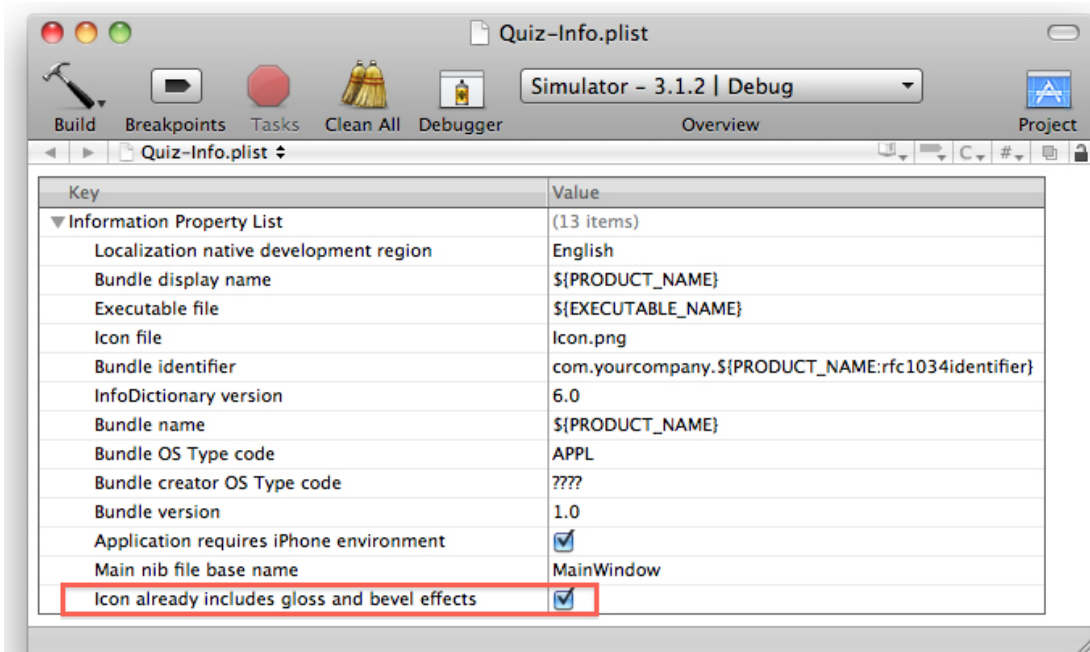 Quiz-Info.plist
Simulator – 3.1.2 | Debug
Build Breakpoints Tasks Clean All Debugger Overview Project
Quiz-Info.plist C #
Key Value
Information Property List (13 items)
Localization native development region English
Bundle display name ${PRODUCT_NAME}
Executable file ${EXECUTABLE_NAME}
Icon file Icon.png
Bundle identifier com.yourcompany.${PRODUCT_NAME:rfc1034identifier}
InfoDictionary version 6.0
Bundle name ${PRODUCT_NAME}
Bundle OS Type code APPL
Bundle creator OS Type code ????
Bundle version 1.0
Application requires iPhone environment
Main nib file base name MainWindow
Icon already includes gloss and bevel effects